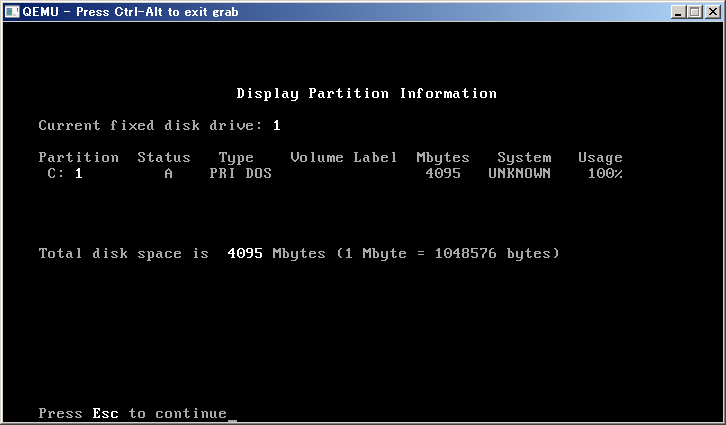 QEMU - Press Ctrl-Alt to exit grab
Display Partition Information
Current fixed disk drive: 1
Partition  Status   Type    Volume Label  Mbytes   System   Usage
C: 1         A    PRI DOS                 4095   UNKNOWN    100%
Total disk space is  4095 Mbytes (1 Mbyte = 1048576 bytes)
Press Esc to continue_